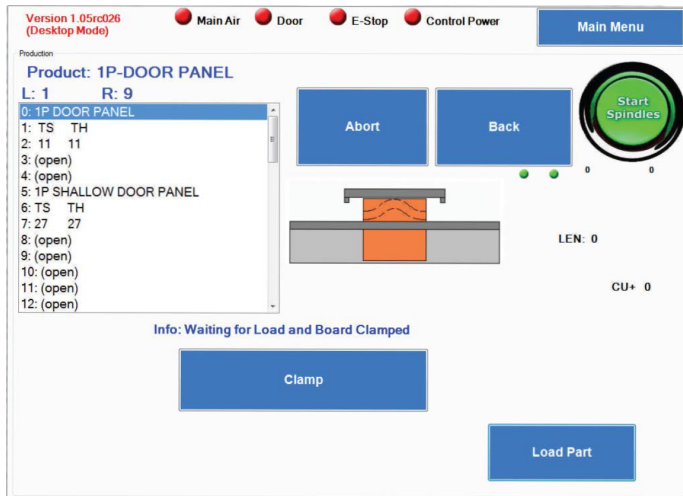 Version 1.05rc026
(Desktop Mode)
Main Air
Door
E-Stop
Control Power
Main Menu
Production
Product: 1P-DOOR PANEL
L: 1 R: 9
0: 1P DOOR PANEL
1: TS TH
2: 11 11
3: (open)
4: (open)
5: 1P SHALLOW DOOR PANEL
6: TS TH
7: 27 27
8: (open)
9: (open)
10: (open)
11: (open)
12: (open)
Abort
Back
Start
Spindles
0 0
LEN: 0
CU+ 0
Info: Waiting for Load and Board Clamped
Clamp
Load Part